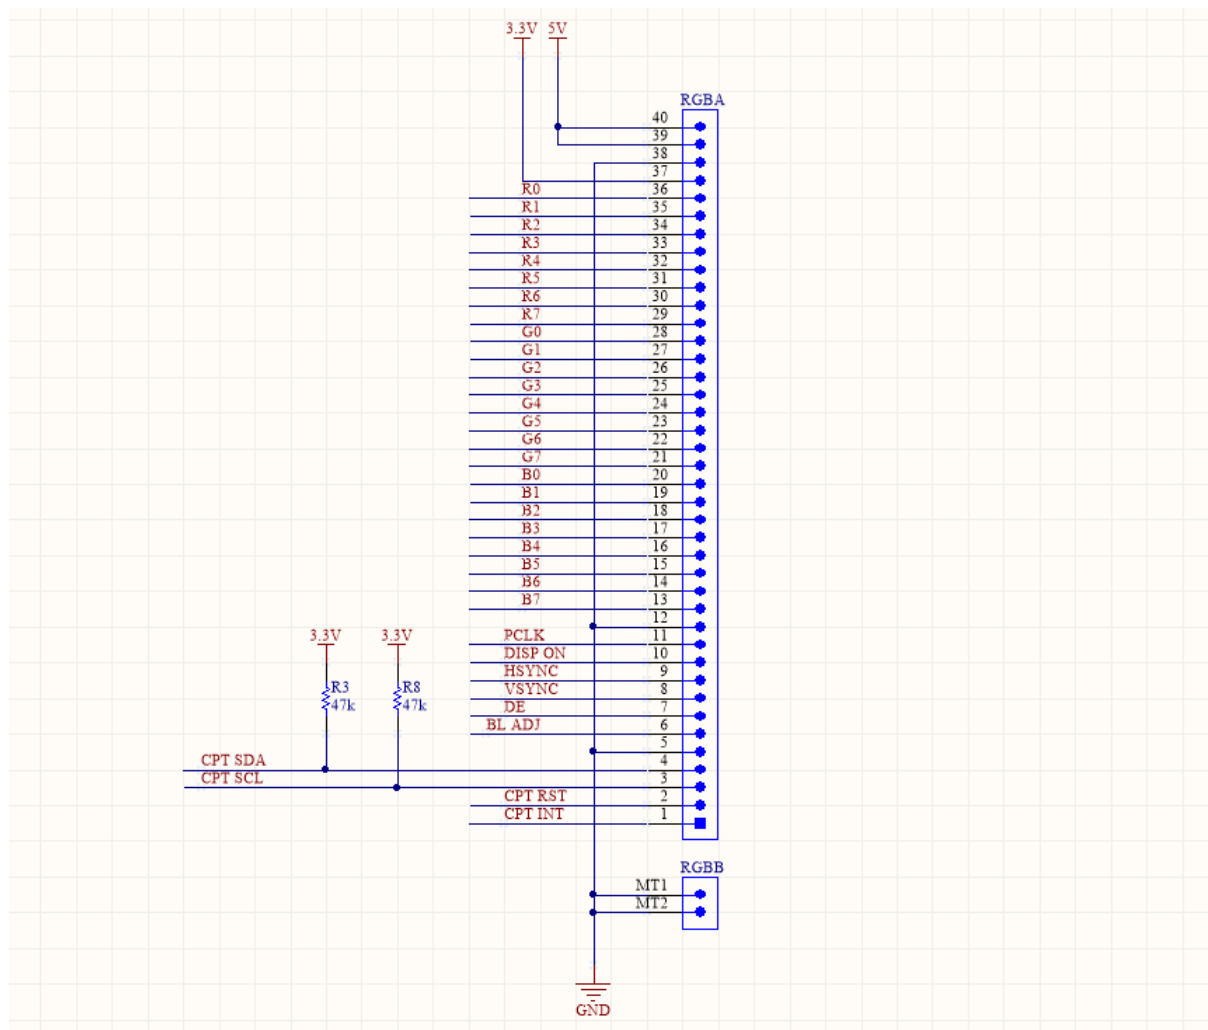 3.3V 5V
RGBA
40
39
38
37
R0 36
R1 35
R2 34
R3 33
R4 32
R5 31
R6 30
R7 29
G0 28
G1 27
G2 26
G3 25
G4 24
G5 23
G6 22
G7 21
B0 20
B1 19
B2 18
B3 17
B4 16
B5 15
B6 14
B7 13
12
3.3V 3.3V PCLK 11
DISP ON 10
HSYNC 9
R3 R8 VSYNC 8
47k 47k DE 7
BL ADJ 6
5
CPT SDA 4
CPT SCL 3
CPT RST 2
CPT INT 1
RGBB
MT1
MT2
GND